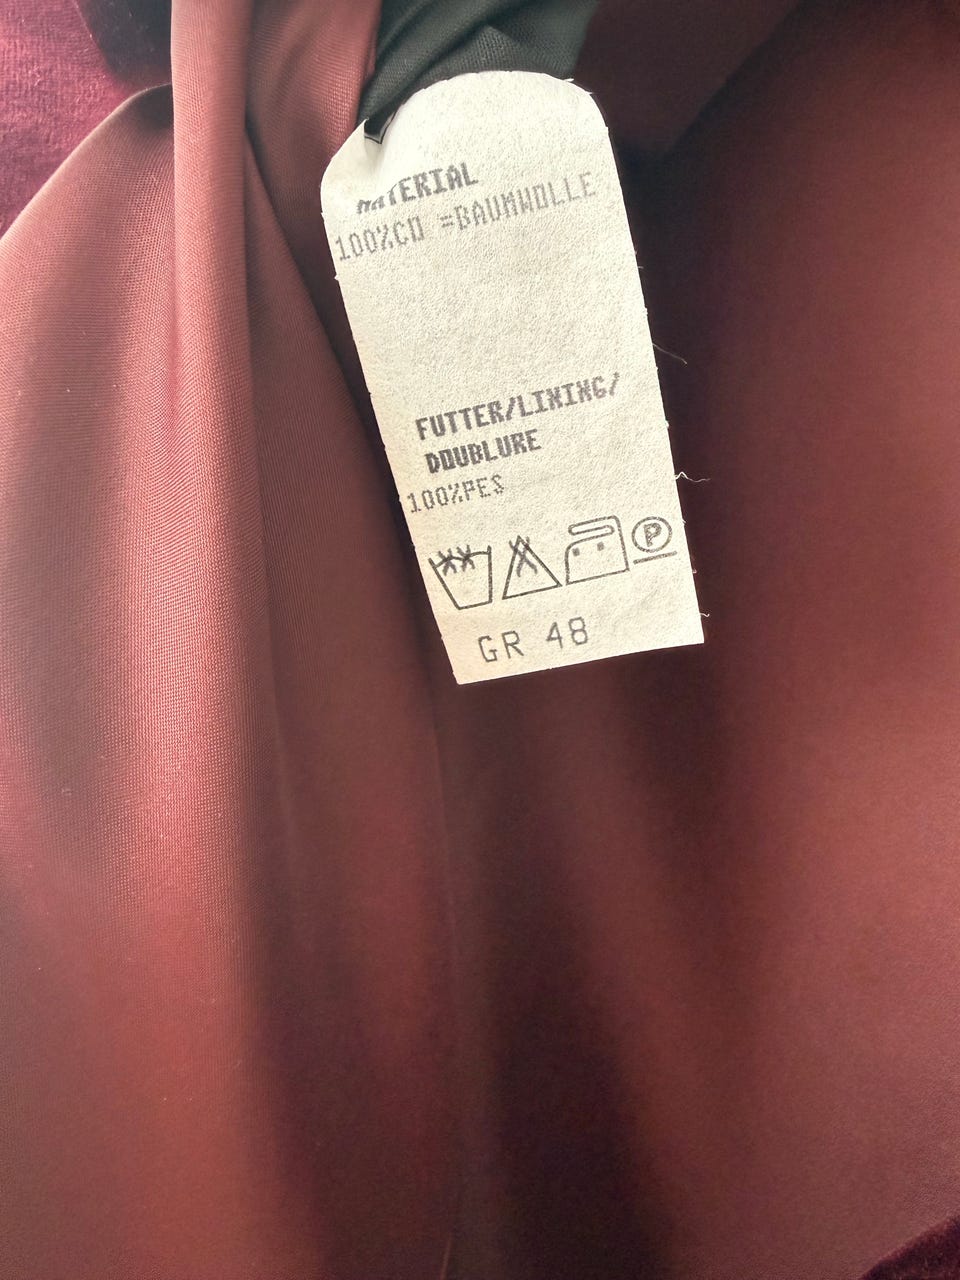 MATERIAL
100%CO =BAUMWOLLE
FUTTER/LINING/
DOUBLURE
100%PES
P
GR 48